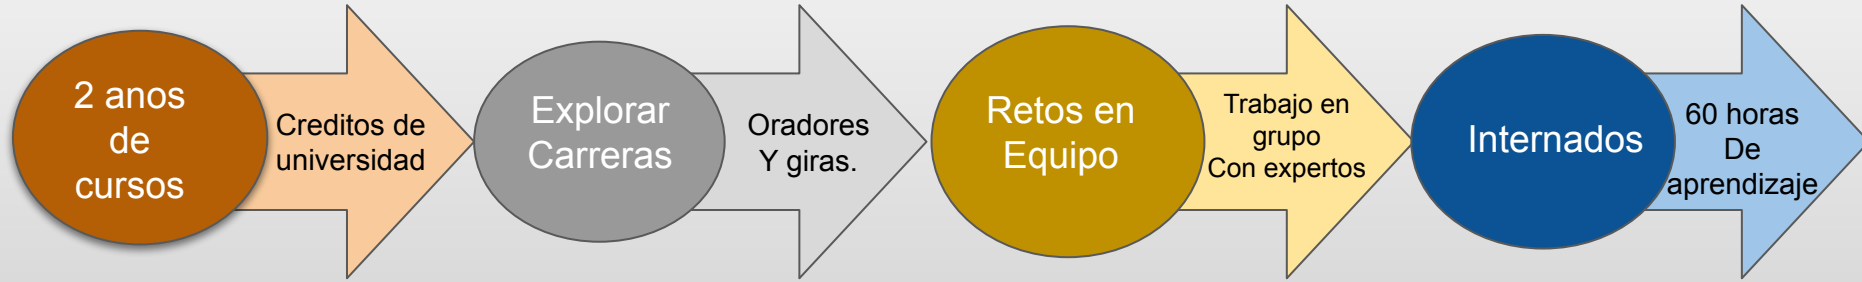 2 anos
de
cursos
Creditos de
universidad
Explorar
Carreras
Oradores
Y giras.
Retos en
Equipo
Trabajo en
grupo
Con expertos
Internados
60 horas
De
aprendizaje